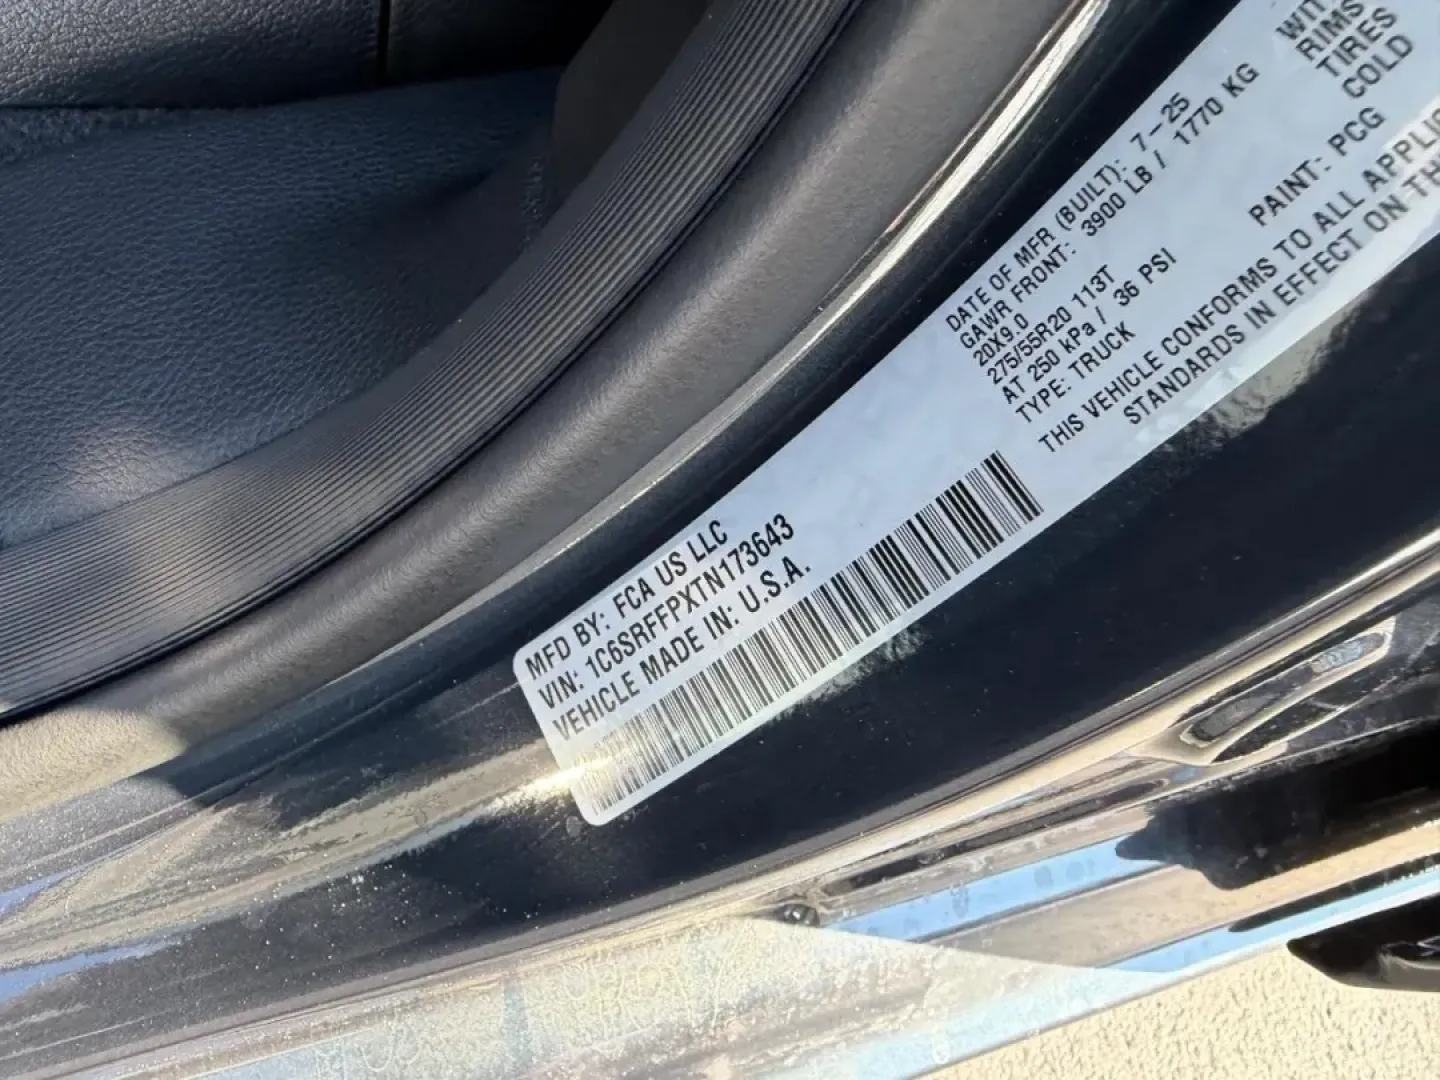 MFD BY: FCA US LLC
VIN: 1C6SRFFPXTN173643
VEHICLE MADE IN: U.S.A.
DATE OF MFR (BUILT): 7-25
GAWR FRONT: 3900 LB / 1770 KG
20X9.0
275/55R20 113T
AT 250 kPa / 36 PSI
TYPE: TRUCK
WIT
RIMS
TIRES
COLD
PAINT: PCG
THIS VEHICLE CONFORMS TO ALL APPLIC
STANDARDS IN EFFECT ON TH